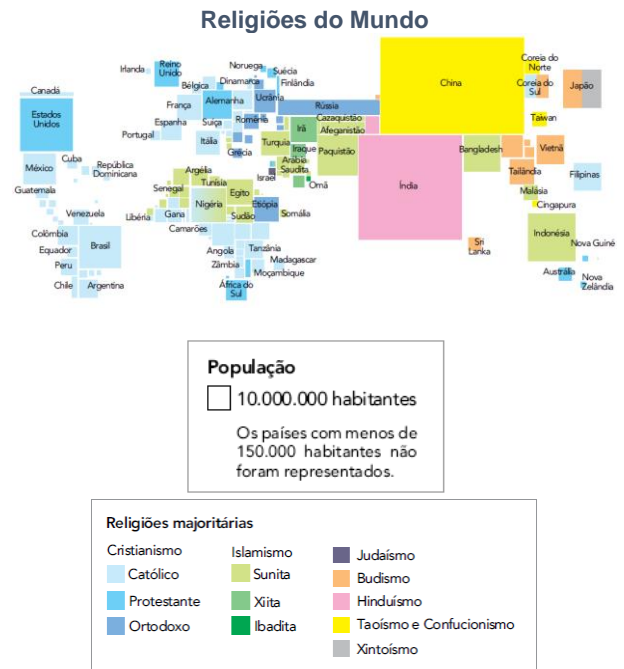 Religiões do Mundo
Canadá
Estados
Unidos
México
Cuba
República
Dominicana
Guatemala
Venezuela
Colômbia
Equador
Brasil
Peru
Chile
Argentina
Irlanda
Reino
Unido
Noruega
Suécia
Bélgica
Dinamarca
Finlândia
França
Alemanha
Ucrânia
Rússia
Portugal
Espanha
Suíça
Romênia
Itália
Grécia
Turquia
Irã
Cazaquistão
Afeganistão
Iraque
Paquistão
Israel
Arábia
Saudita
Omã
Argélia
Tunísia
Senegal
Egito
Nigéria
Libéria
Gana
Sudão
Etiópia
Somália
Camarões
Angola
Tanzânia
Zâmbia
Madagascar
Moçambique
África do
Sul
China
Coreia do
Norte
Coreia do
Sul
Japão
Taiwan
Bangladesh
Vietnã
Índia
Tailândia
Filipinas
Malásia
Cingapura
Indonésia
Nova Guiné
Sri
Lanka
Austrália
Nova
Zelândia
População
10.000.000 habitantes
Os países com menos de
150.000 habitantes não
foram representados.
Religiões majoritárias
Cristianismo
Católico
Protestante
Ortodoxo
Islamismo
Sunita
Xiita
Ibadita
Judaísmo
Budismo
Hinduísmo
Taoísmo e Confucionismo
Xintoísmo